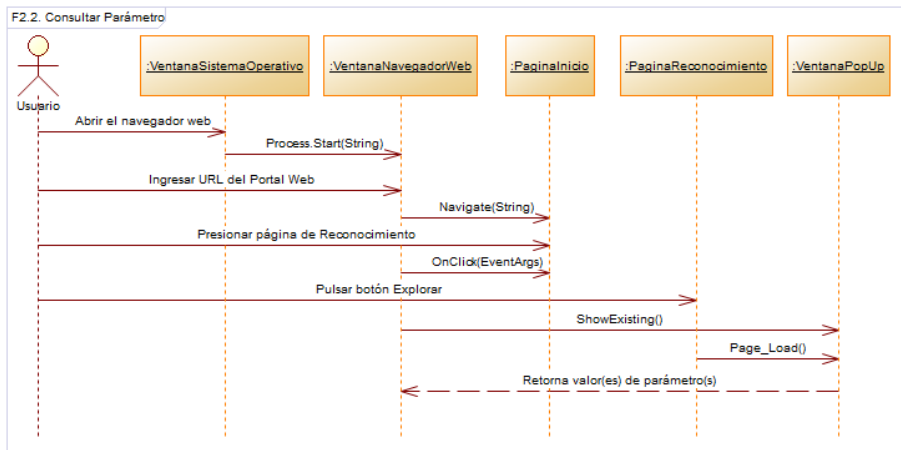 F2.2. Consultar Parámetro
:VentanaSistemaOperativo
:VentanaNavegadorWeb
:PaginaInicio
:PaginaReconocimiento
:VentanaPopUp
Usuario
Abrir el navegador web
Process.Start(String)
Ingresar URL del Portal Web
Navigate(String)
Presionar página de Reconocimiento
OnClick(EventArgs)
Pulsar botón Explorar
ShowExisting()
Page_Load()
Retorna valor(es) de parámetro(s)